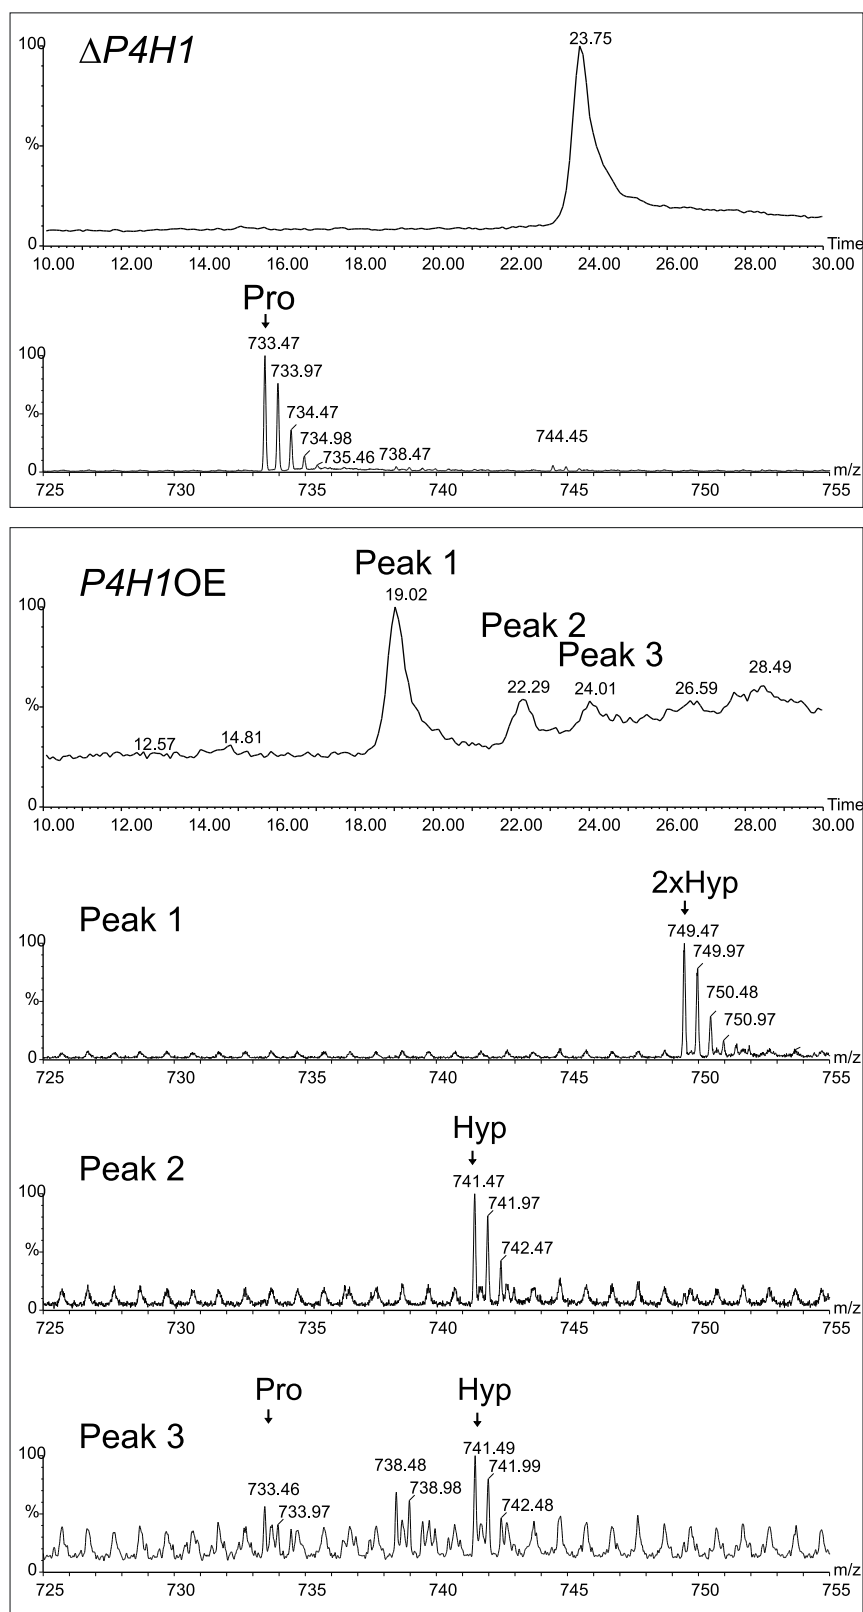 ΔP4H1
23.75
100
%
0
Time
10.00 12.00 14.00 16.00 18.00 20.00 22.00 24.00 26.00 28.00 30.00
Pro
733.47
100
733.97
%
734.47
734.98
735.46
738.47
744.45
0
m/z
725 730 735 740 745 750 755
P4H1OE
Peak 1
19.02
100
Peak 2
Peak 3
22.29
24.01
26.59
28.49
%
12.57
14.81
0
Time
10.00 12.00 14.00 16.00 18.00 20.00 22.00 24.00 26.00 28.00 30.00
2xHyp
Peak 1
749.47
100
749.97
750.48
%
750.97
0
m/z
725 730 735 740 745 750 755
Hyp
Peak 2
741.47
100
741.97
%
742.47
0
m/z
725 730 735 740 745 750 755
Pro
Hyp
Peak 3
741.49
100
738.48
741.99
733.46
738.98
733.97
742.48
%
0
m/z
725 730 735 740 745 750 755